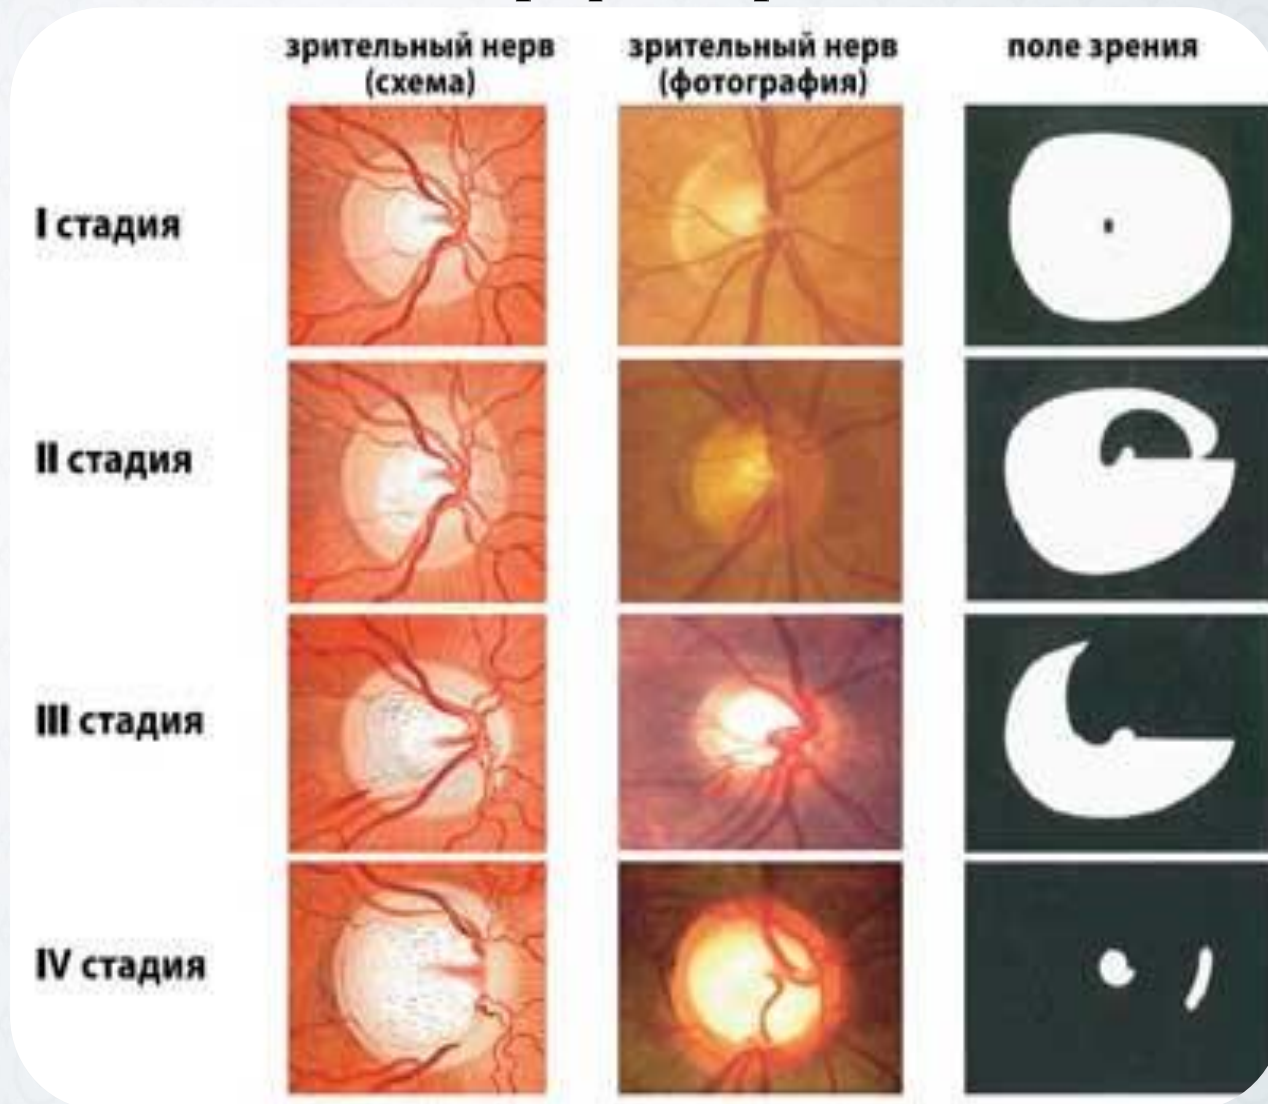 зрительный нерв
(схема)
зрительный нерв
(фотография)
поле зрения
I стадия
II стадия
III стадия
IV стадия